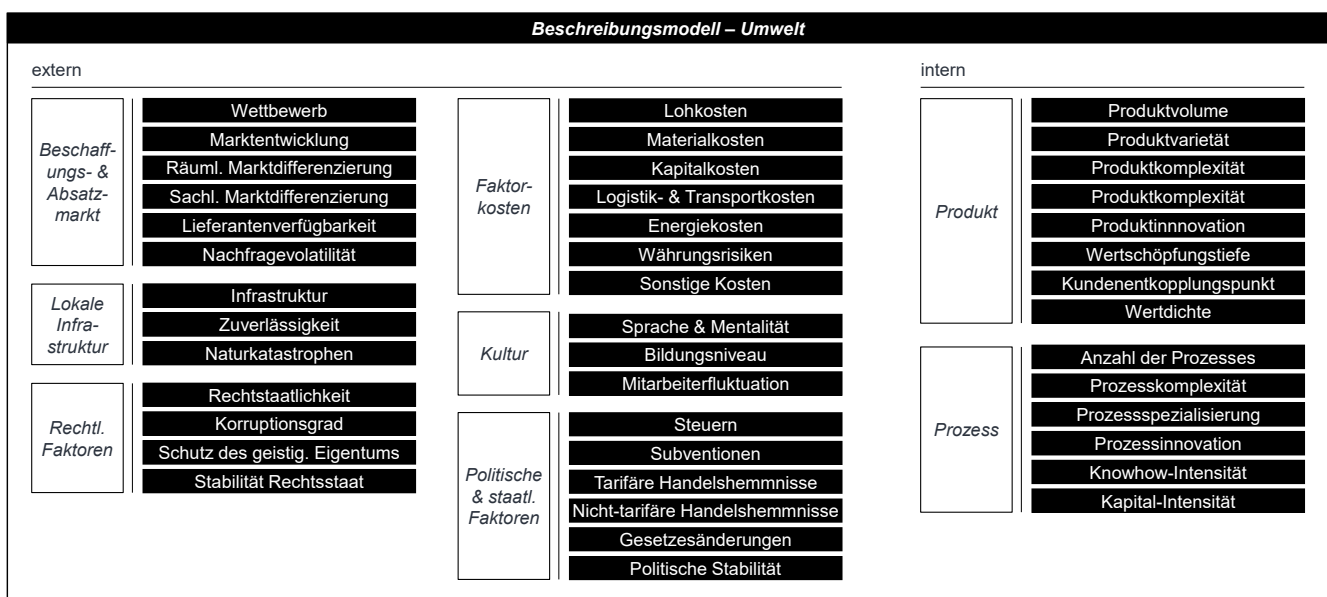 Beschreibungsmodell – Umwelt
extern
Beschaff-
ungs- &
Absatz-
markt
Wettbewerb
Marktentwicklung
Räuml. Marktdifferenzierung
Sachl. Marktdifferenzierung
Lieferantenverfügbarkeit
Nachfragevolatilität
Lokale
Infra-
struktur
Infrastruktur
Zuverlässigkeit
Naturkatastrophen
Rechtl.
Faktoren
Rechtstaatlichkeit
Korruptionsgrad
Schutz des geistig. Eigentums
Stabilität Rechtsstaat
Faktor-
kosten
Lohkosten
Materialkosten
Kapitalkosten
Logistik- & Transportkosten
Energiekosten
Währungsrisiken
Sonstige Kosten
Kultur
Sprache & Mentalität
Bildungsniveau
Mitarbeiterfluktuation
Politische
& staatl.
Faktoren
Steuern
Subventionen
Tarifäre Handelshemmnisse
Nicht-tarifäre Handelshemmnisse
Gesetzesänderungen
Politische Stabilität
intern
Produkt
Produktvolume
Produktvarietät
Produktkomplexität
Produktkomplexität
Produktinnnovation
Wertschöpfungstiefe
Kundenentkopplungspunkt
Wertdichte
Prozess
Anzahl der Prozesses
Prozesskomplexität
Prozessspezialisierung
Prozessinnovation
Knowhow-Intensität
Kapital-Intensität